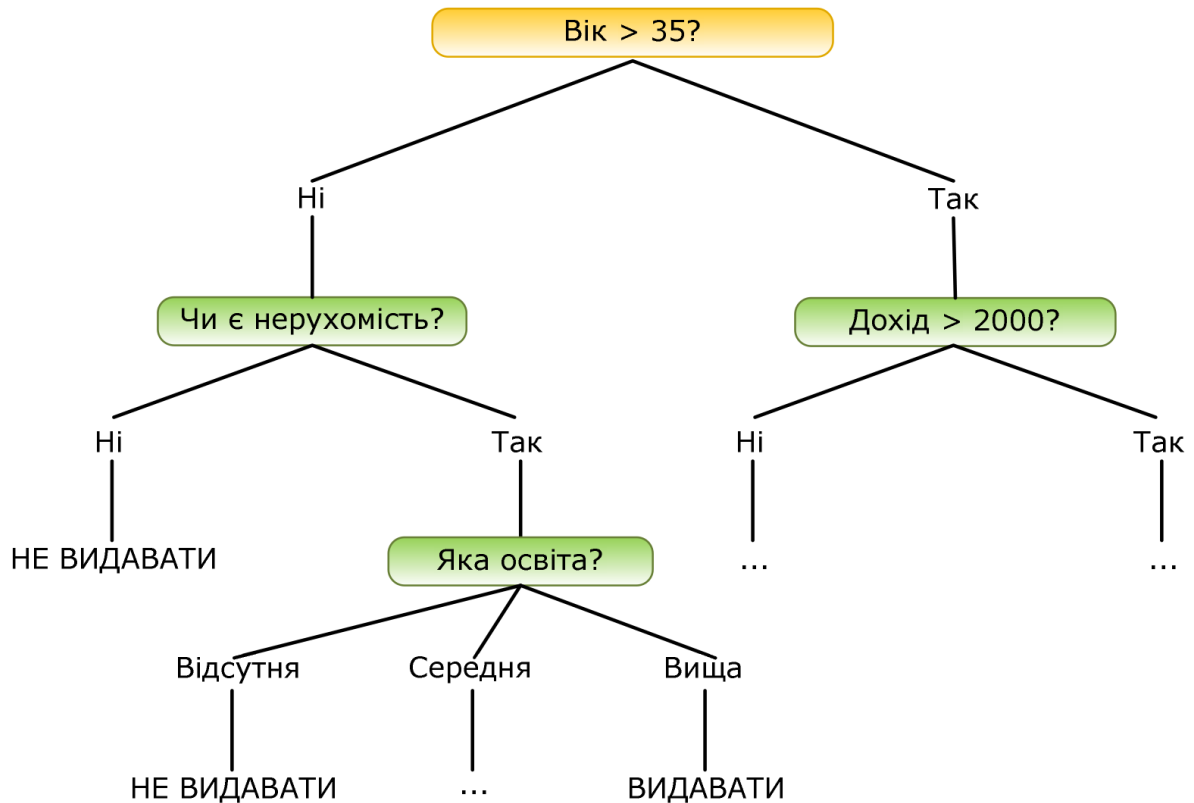 Вік > 35?
Ні
Так
Чи є нерухомість?
Дохід > 2000?
Ні
Так
Ні
Так
НЕ ВИДАВАТИ
Яка освіта?
...
...
Відсутня
Середня
Вища
НЕ ВИДАВАТИ
...
ВИДАВАТИ